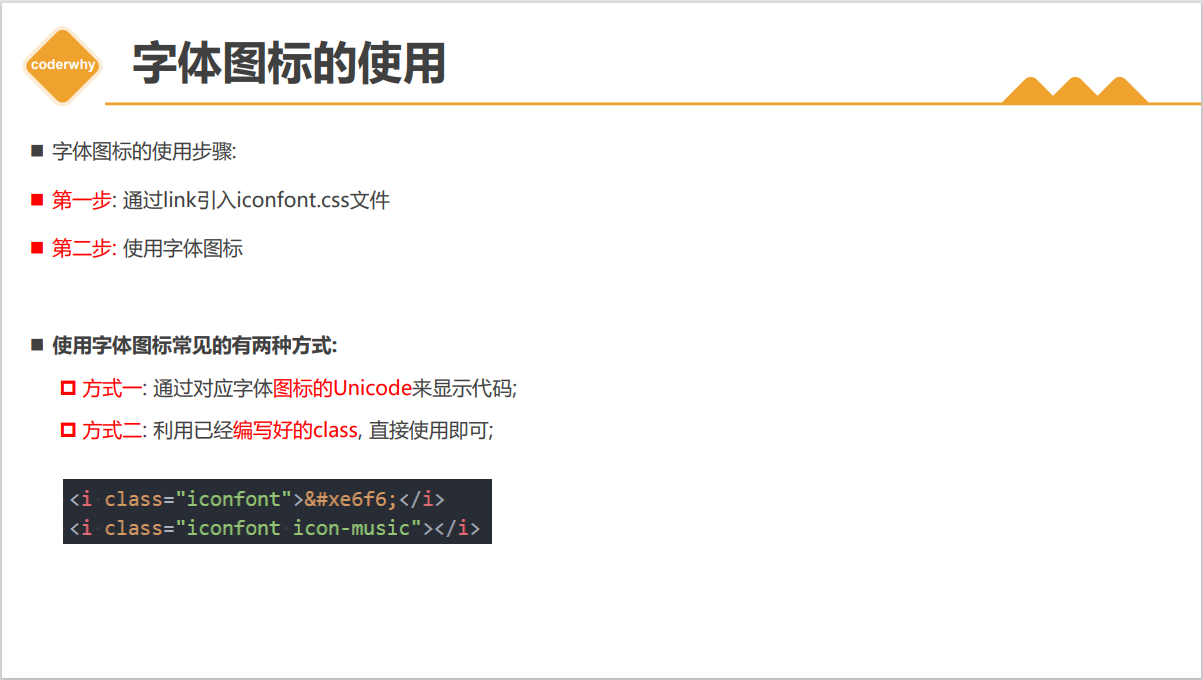 coderwhy
字体图标的使用
字体图标的使用步骤:
第一步: 通过link引入iconfont.css文件
第二步: 使用字体图标
使用字体图标常见的有两种方式:
方式一: 通过对应字体图标的Unicode来显示代码;
方式二: 利用已经编写好的class, 直接使用即可;
<i class="iconfont">&#xe6f6;</i>
<i class="iconfont icon-music"></i>